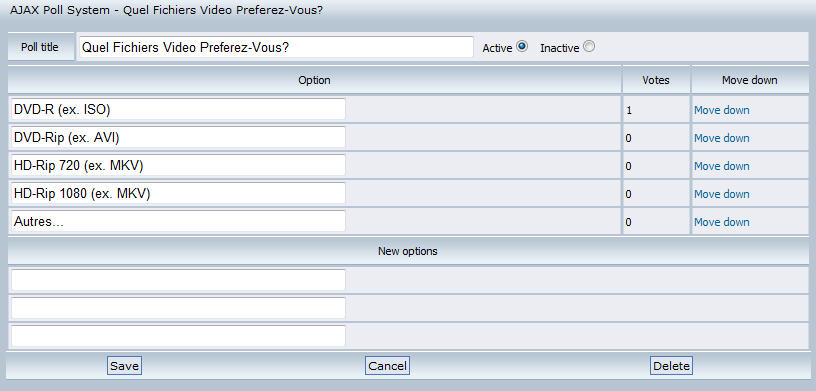 AJAX Poll System - Quel Fichiers Video Preferez-Vous?
Poll title Quel Fichiers Video Preferez-Vous? Active Inactive
Option Votes Move down
DVD-R (ex. ISO) 1 Move down
DVD-Rip (ex. AVI) 0 Move down
HD-Rip 720 (ex. MKV) 0 Move down
HD-Rip 1080 (ex. MKV) 0 Move down
Autres... 0 Move down
New options
Save Cancel Delete